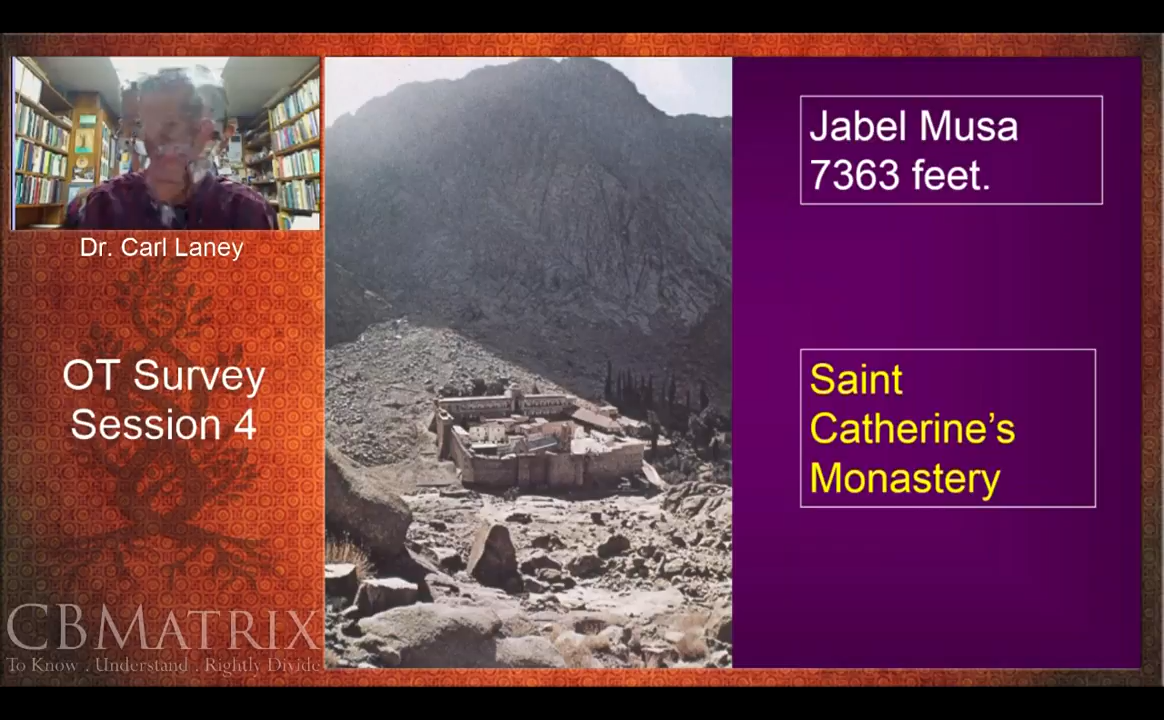 Dr. Carl Laney
OT Survey
Session 4
CBMATRIX
To Know . Understand . Rightly Divide
Jabel Musa
7363 feet.
Saint
Catherine’s
Monastery